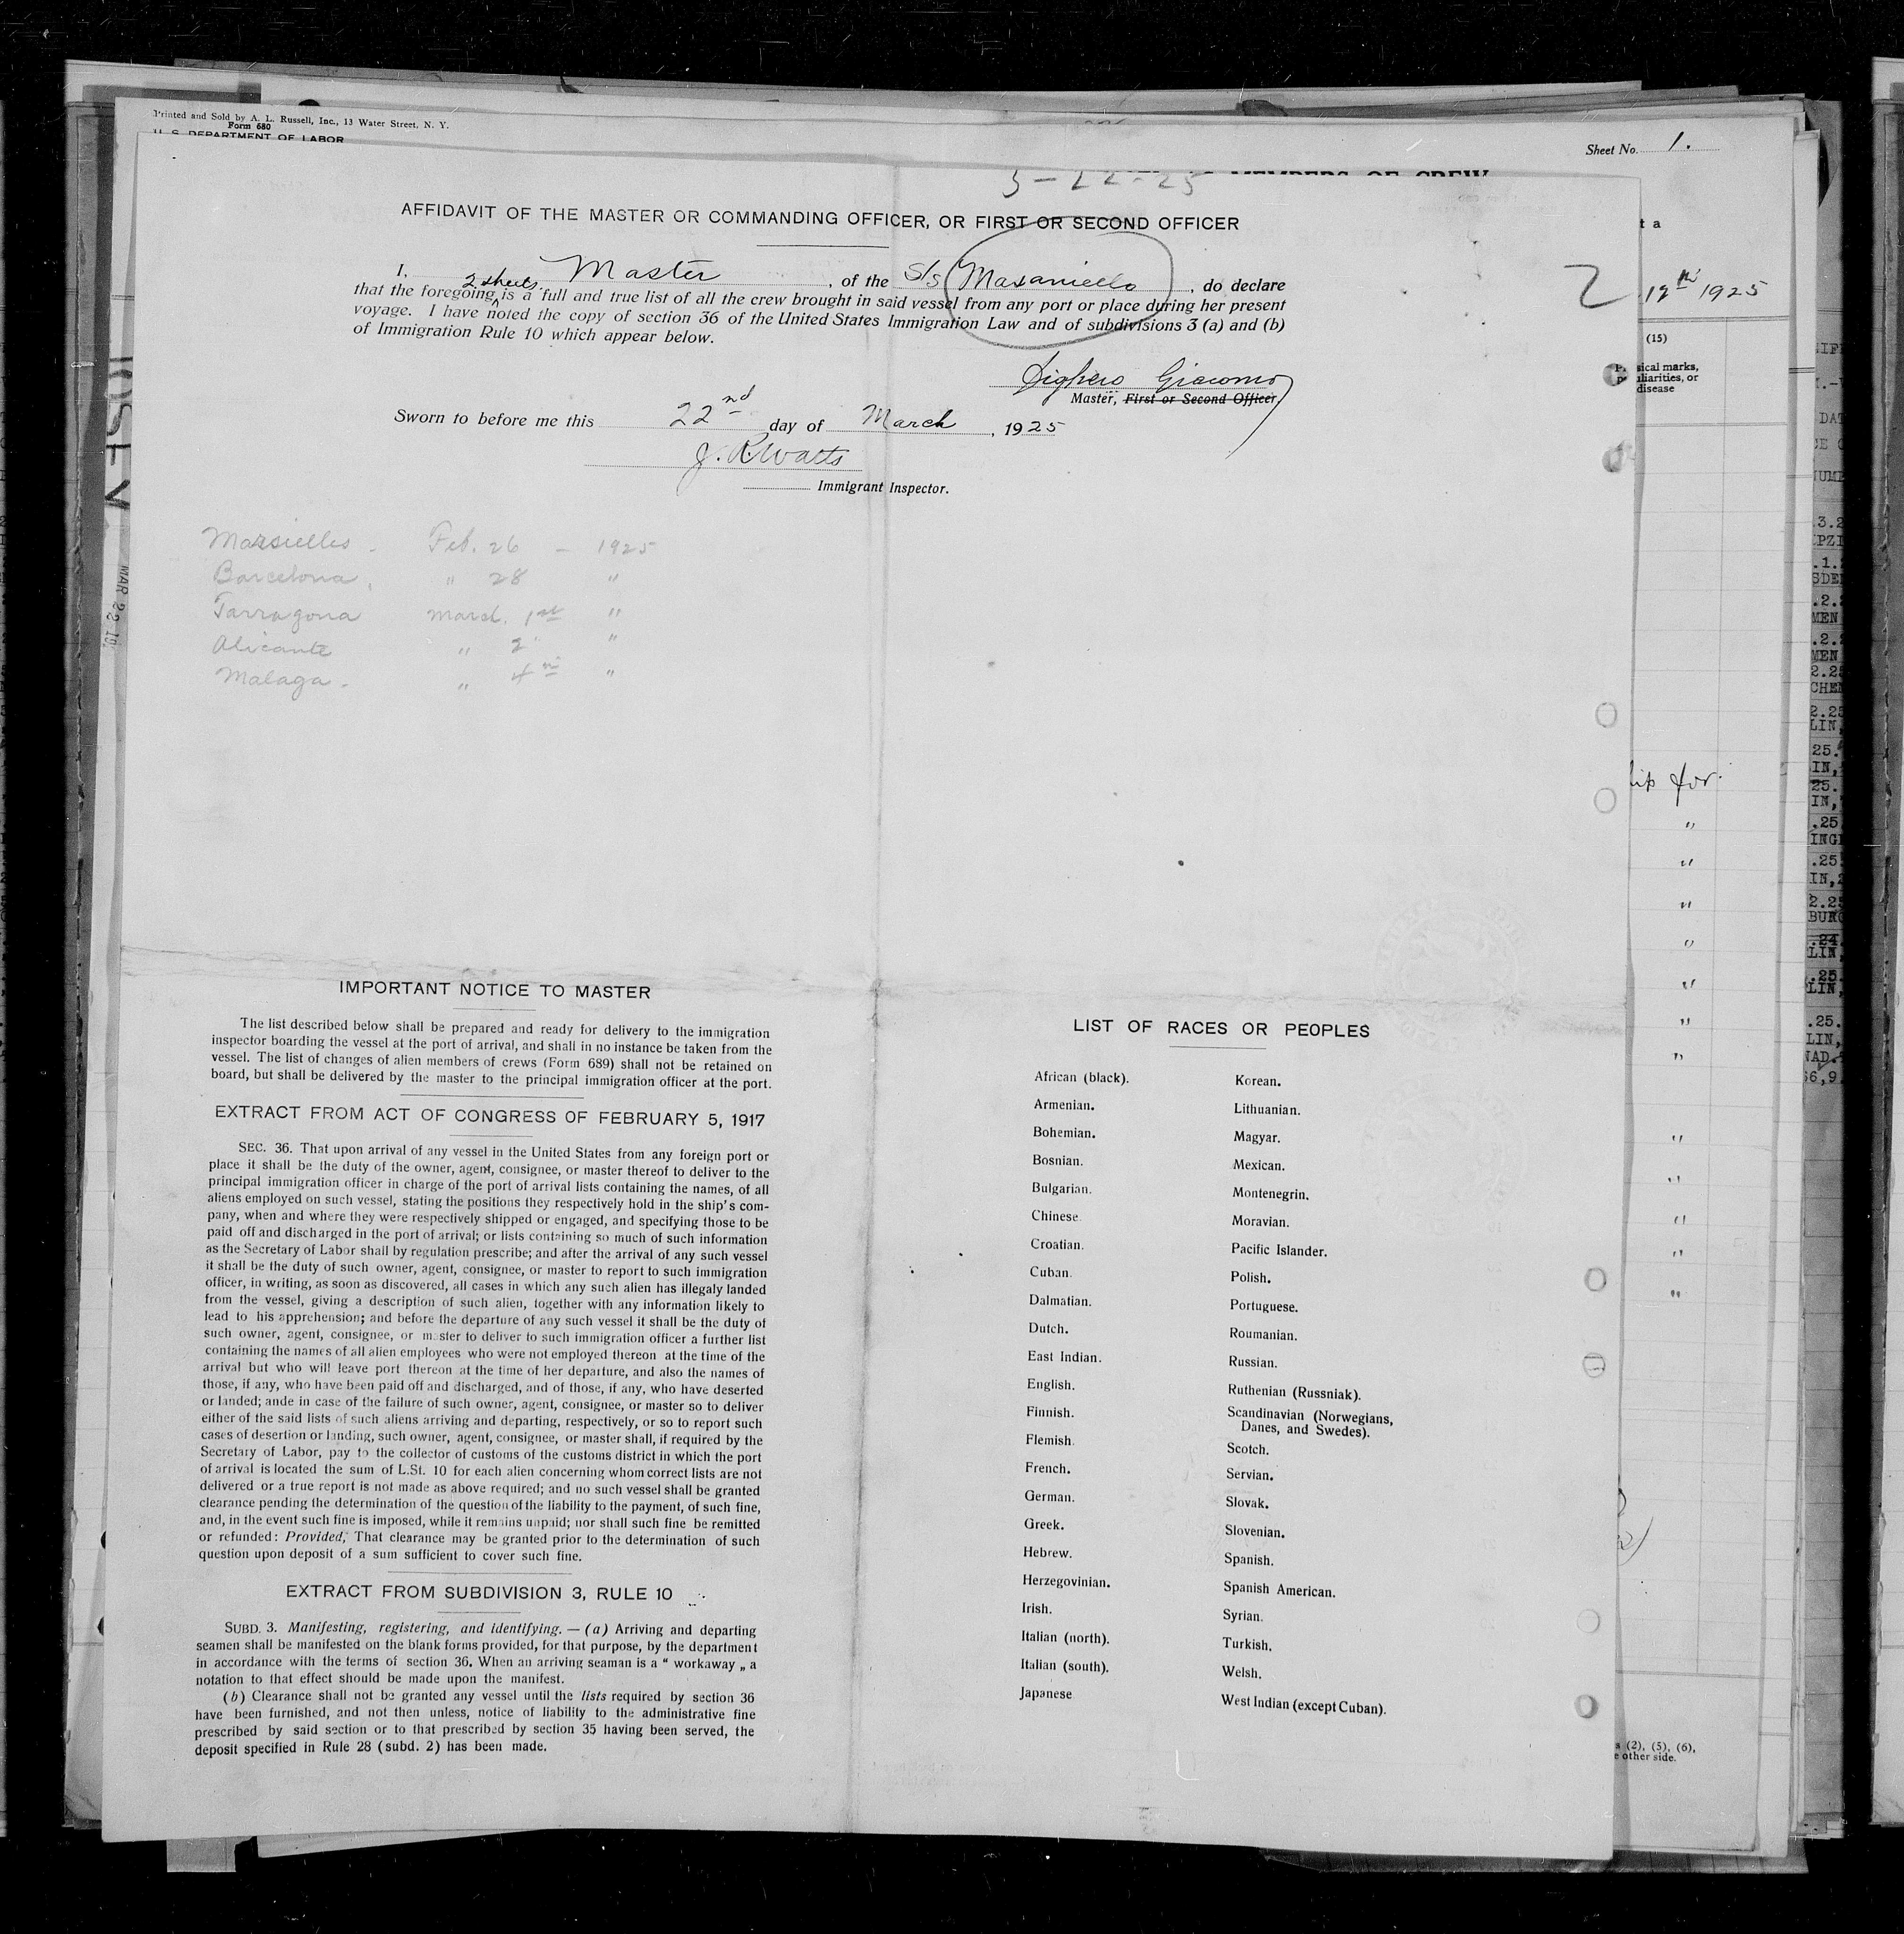 Printed and Sold by A. L. Russell, Inc., 13 Water Street, N. Y.
Form 680
U. S. DEPARTMENT OF LABOR
Sheet No. 1.
MEMBERS OF CREW
3-22-25
AFFIDAVIT OF THE MASTER OR COMMANDING OFFICER, OR FIRST OR SECOND OFFICER
I, Master, of the S/S Masaniello, do declare
that the foregoing 2 sheets is a full and true list of all the crew brought in said vessel from any port or place during her present
voyage. I have noted the copy of section 36 of the United States Immigration Law and of subdivisions 3 (a) and (b)
of Immigration Rule 10 which appear below.
Giacomo
Master, First or Second Officer
Sworn to before me this 22nd day of March, 1925
J. R. Watts
Immigrant Inspector.
2
12th 1925
(15)
Physical marks,
peculiarities, or
disease
MAR 22 19
Marsielles - Feb. 26 - 1925
Barcelona, " 28 "
Tarragona March. 1st "
Alicante " 2 "
Malaga - " 4th "
for
IMPORTANT NOTICE TO MASTER
The list described below shall be prepared and ready for delivery to the immigration
inspector boarding the vessel at the port of arrival, and shall in no instance be taken from the
vessel. The list of changes of alien members of crews (Form 689) shall not be retained on
board, but shall be delivered by the master to the principal immigration officer at the port.
EXTRACT FROM ACT OF CONGRESS OF FEBRUARY 5, 1917
SEC. 36. That upon arrival of any vessel in the United States from any foreign port or
place it shall be the duty of the owner, agent, consignee, or master thereof to deliver to the
principal immigration officer in charge of the port of arrival lists containing the names, of all
aliens employed on such vessel, stating the positions they respectively hold in the ship's com-
pany, when and where they were respectively shipped or engaged, and specifying those to be
paid off and discharged in the port of arrival; or lists containing so much of such information
as the Secretary of Labor shall by regulation prescribe; and after the arrival of any such vessel
it shall be the duty of such owner, agent, consignee, or master to report to such immigration
officer, in writing, as soon as discovered, all cases in which any such alien has illegaly landed
from the vessel, giving a description of such alien, together with any information likely to
lead to his apprehension; and before the departure of any such vessel it shall be the duty of
such owner, agent, consignee, or master to deliver to such immigration officer a further list
containing the names of all alien employees who were not employed thereon at the time of the
arrival but who will leave port thereon at the time of her departure, and also the names of
those, if any, who have been paid off and discharged, and of those, if any, who have deserted
or landed; ande in case of the failure of such owner, agent, consignee, or master so to deliver
either of the said lists of such aliens arriving and departing, respectively, or so to report such
cases of desertion or landing, such owner, agent, consignee, or master shall, if required by the
Secretary of Labor, pay to the collector of customs of the customs district in which the port
of arrival is located the sum of L.St. 10 for each alien concerning whom correct lists are not
delivered or a true report is not made as above required; and no such vessel shall be granted
clearance pending the determination of the question of the liability to the payment, of such fine,
and, in the event such fine is imposed, while it remains unpaid; nor shall such fine be remitted
or refunded: Provided, That clearance may be granted prior to the determination of such
question upon deposit of a sum sufficient to cover such fine.
EXTRACT FROM SUBDIVISION 3, RULE 10
SUBD. 3. Manifesting, registering, and identifying. — (a) Arriving and departing
seamen shall be manifested on the blank forms provided, for that purpose, by the department
in accordance with the terms of section 36. When an arriving seaman is a “ workaway „ a
notation to that effect should be made upon the manifest.
(b) Clearance shall not be granted any vessel until the lists required by section 36
have been furnished, and not then unless, notice of liability to the administrative fine
prescribed by said section or to that prescribed by section 35 having been served, the
deposit specified in Rule 28 (subd. 2) has been made.
LIST OF RACES OR PEOPLES
African (black).
Armenian.
Bohemian.
Bosnian.
Bulgarian.
Chinese.
Croatian.
Cuban.
Dalmatian.
Dutch.
East Indian.
English.
Finnish.
Flemish.
French.
German.
Greek.
Hebrew.
Herzegovinian.
Irish.
Italian (north).
Italian (south).
Japanese
Korean.
Lithuanian.
Magyar.
Mexican.
Montenegrin.
Moravian.
Pacific Islander.
Polish.
Portuguese.
Roumanian.
Russian.
Ruthenian (Russniak).
Scandinavian (Norwegians,
Danes, and Swedes).
Scotch.
Servian.
Slovak.
Slovenian.
Spanish.
Spanish American.
Syrian.
Turkish.
Welsh.
West Indian (except Cuban).
(2), (5), (6),
other side.